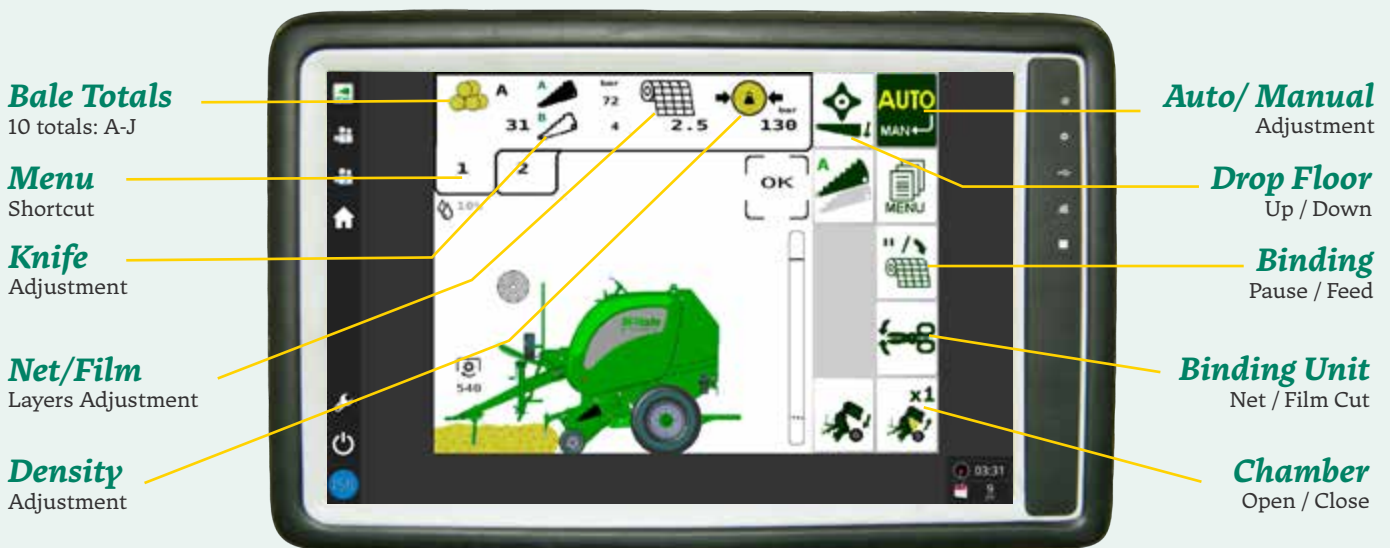 Bale Totals
10 totals: A-J
Menu
Shortcut
Knife
Adjustment
Net/Film
Layers Adjustment
Density
Adjustment
A
31
A
B
bar
72
4
2.5
bar
130
1
2
10%
OK
540
A
AUTO
MAN
MENU
x1
03:31
9
Auto/ Manual
Adjustment
Drop Floor
Up / Down
Binding
Pause / Feed
Binding Unit
Net / Film Cut
Chamber
Open / Close